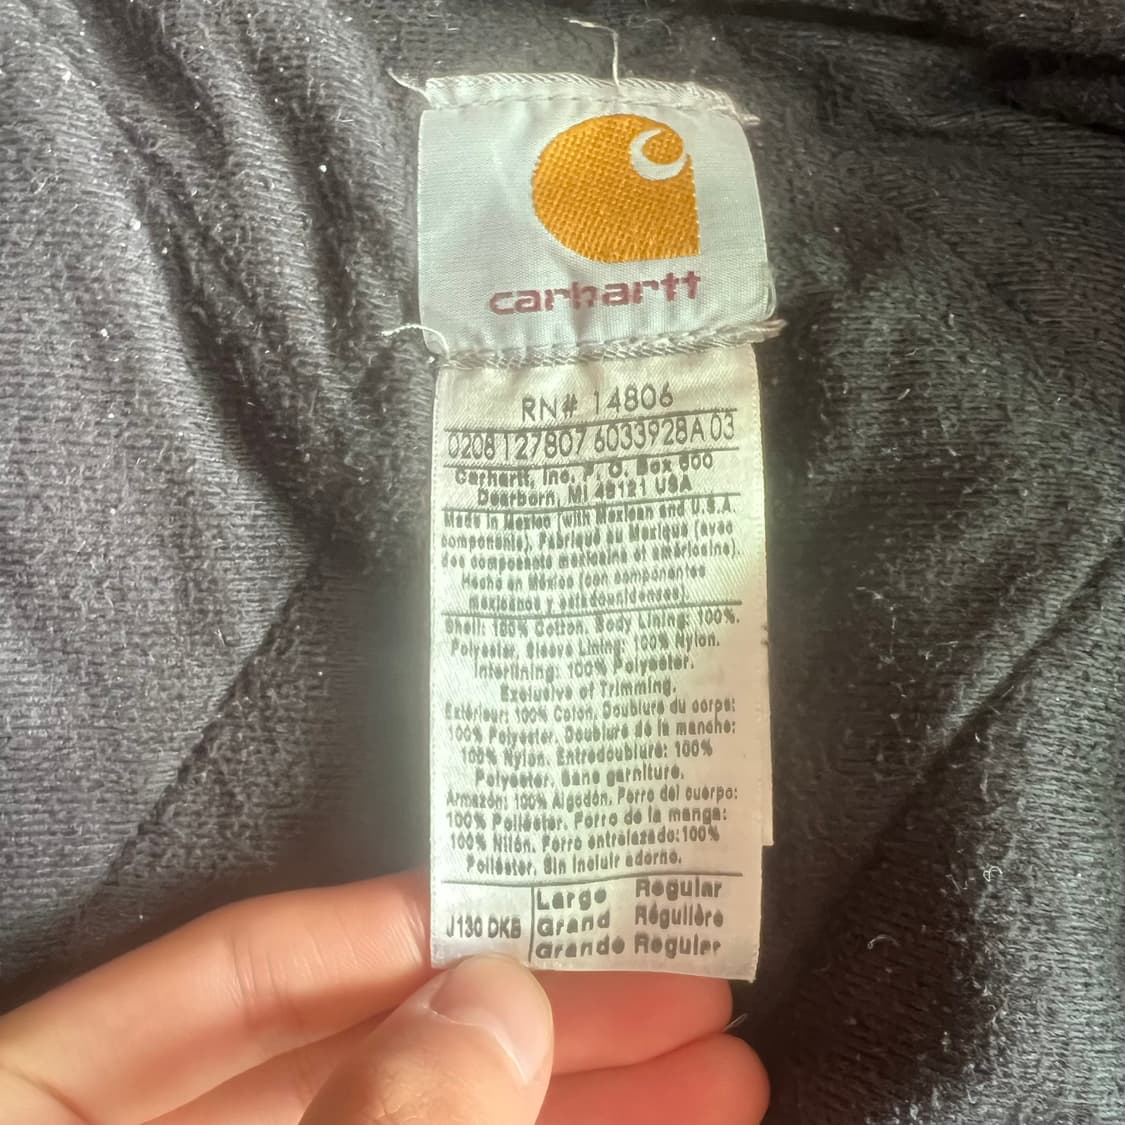 carhartt
RN# 14806
0208127807 6033928A 03
Carhartt, Inc. P. O. Box 600
Dearborn, MI 48121 USA
Made in Mexico (with Mexican and U.S.A.
components). Fabriqué au Mexique (avec
des composants mexicains et américains).
Hecho en México (con componentes
mexicanos y estadounidenses).
Shell: 100% Cotton. Body Lining: 100%.
Polyester. Sleeve Lining: 100% Nylon.
Interlining: 100% Polyester.
Exclusive of Trimming.
Extérieur: 100% Coton. Doublure du corps:
100% Polyester. Doublure de la manche:
100% Nylon. Entredoublure: 100%
Polyester. Sans garniture.
Armazón: 100% Algodón. Forro del cuerpo:
100% Poliéster. Forro de la manga:
100% Nilón. Forro entrelazado:100%
Poliéster. Sin incluir adorno.
J130 DKB
Large Regular
Grand Régulière
Grande Regular